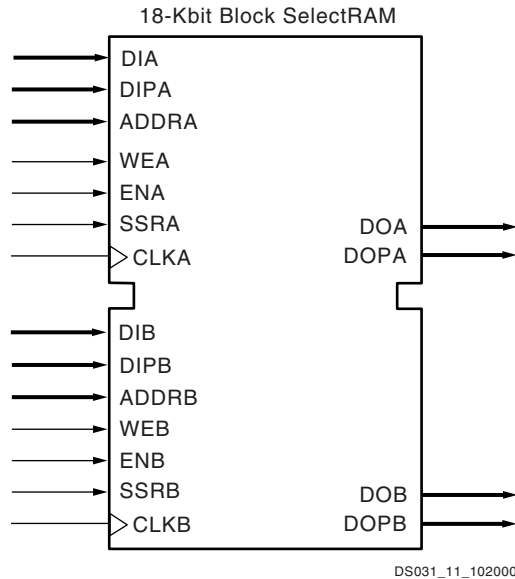 18-Kbit Block SelectRAM
DIA
DIPA
ADDRA
WEA
ENA
SSRA
DOA
DOPA
CLKA
DIB
DIPB
ADDRB
WEB
ENB
SSRB
DOB
CLKB
DOPB
DS031_11_102000